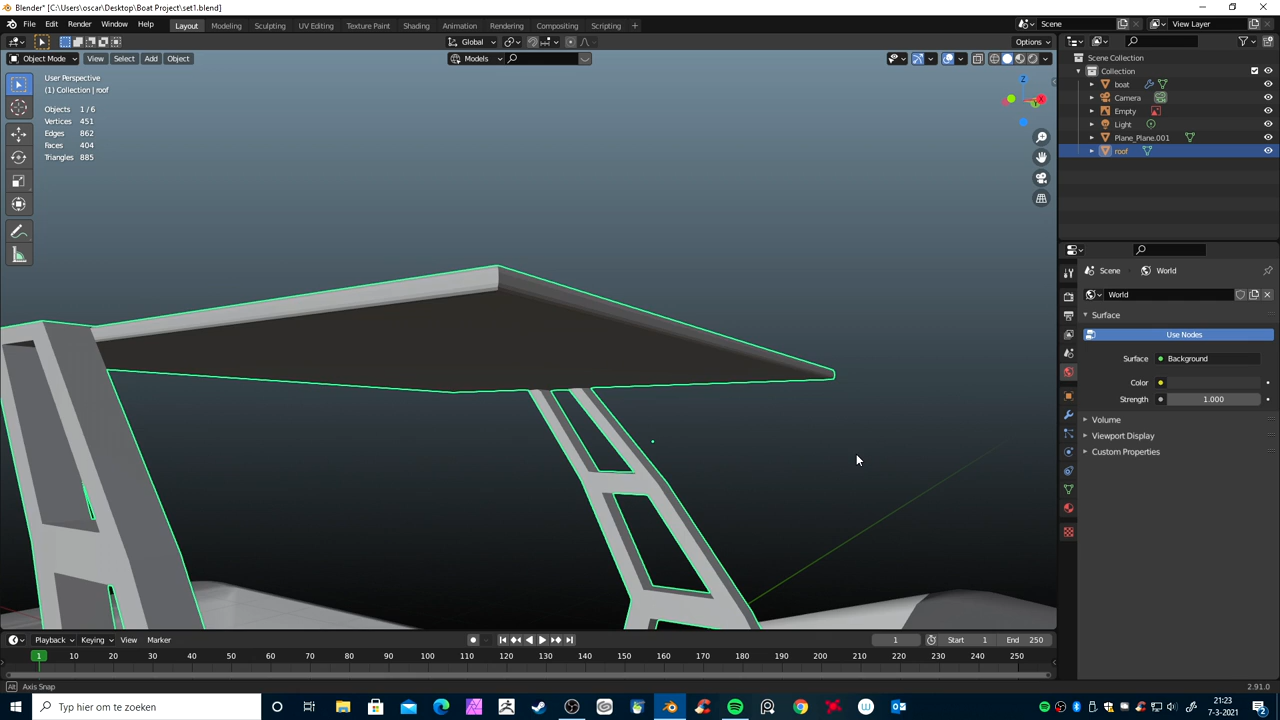 Blender* [C:\Users\oscar\Desktop\Boat Project\set1.blend]
File Edit Render Window Help Layout Modeling Sculpting UV Editing Texture Paint Shading Animation Rendering Compositing Scripting + Scene View Layer
Global Options
Object Mode View Select Add Object Models
User Perspective
(1) Collection | roof
Objects 1/6
Vertices 451
Edges 862
Faces 404
Triangles 885
Z
X
Y
Scene Collection
Collection
boat
Camera
Empty
Light
Plane_Plane.001
roof
Scene World
World
Surface
Use Nodes
Surface Background
Color
Strength 1.000
Volume
Viewport Display
Custom Properties
Playback Keying View Marker 1 Start 1 End 250
1 10 20 30 40 50 60 70 80 90 100 110 120 130 140 150 160 170 180 190 200 210 220 230 240 250
Alt Axis Snap 2.91.0
Typ hier om te zoeken
21:23
7-3-2021